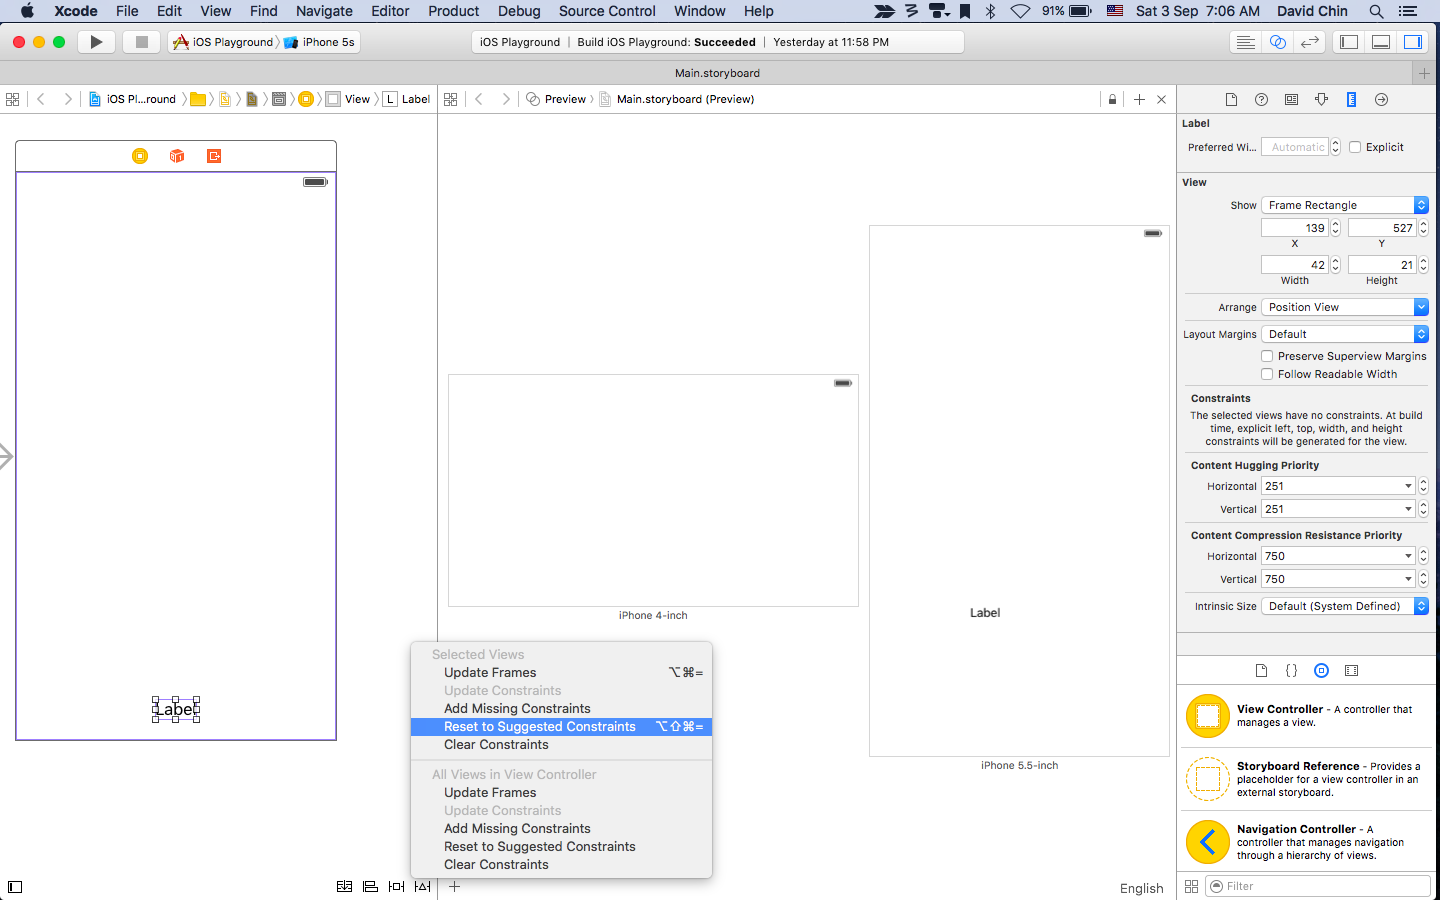 Xcode File Edit View Find Navigate Editor Product Debug Source Control Window Help 91% Sat 3 Sep 7:06 AM David Chin
iOS Playground iPhone 5s iOS Playground | Build iOS Playground: Succeeded | Yesterday at 11:58 PM
Main.storyboard
iOS Pl...round View L Label Preview Main.storyboard (Preview)
Label
Preferred Wi... Automatic Explicit
View
Show Frame Rectangle
139 527
X Y
42 21
Width Height
Arrange Position View
Layout Margins Default
Preserve Superview Margins
Follow Readable Width
Constraints
The selected views have no constraints. At build
time, explicit left, top, width, and height
constraints will be generated for the view.
Content Hugging Priority
Horizontal 251
Vertical 251
Content Compression Resistance Priority
Horizontal 750
Vertical 750
Intrinsic Size Default (System Defined)
iPhone 4-inch
Label
iPhone 5.5-inch
Label
Selected Views
Update Frames ⌥⌘=
Update Constraints
Add Missing Constraints
Reset to Suggested Constraints ⌥⇧⌘=
Clear Constraints
All Views in View Controller
Update Frames
Update Constraints
Add Missing Constraints
Reset to Suggested Constraints
Clear Constraints
English
{}
View Controller - A controller that
manages a view.
Storyboard Reference - Provides a
placeholder for a view controller in an
external storyboard.
Navigation Controller - A
controller that manages navigation
through a hierarchy of views.
Filter